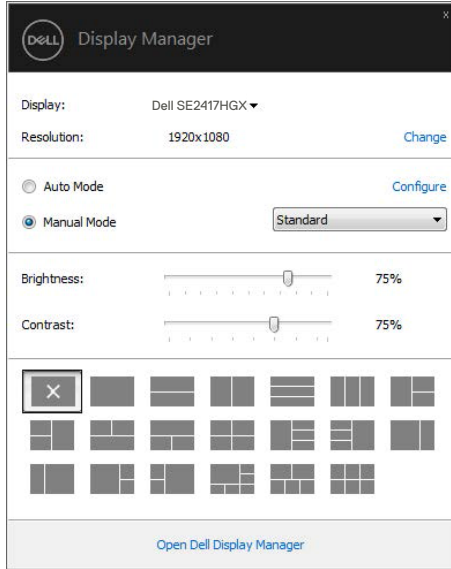 x
DELL Display Manager
Display: Dell SE2417HGX
Resolution: 1920x1080 Change
Auto Mode Configure
Manual Mode Standard
Brightness: 75%
Contrast: 75%
Open Dell Display Manager